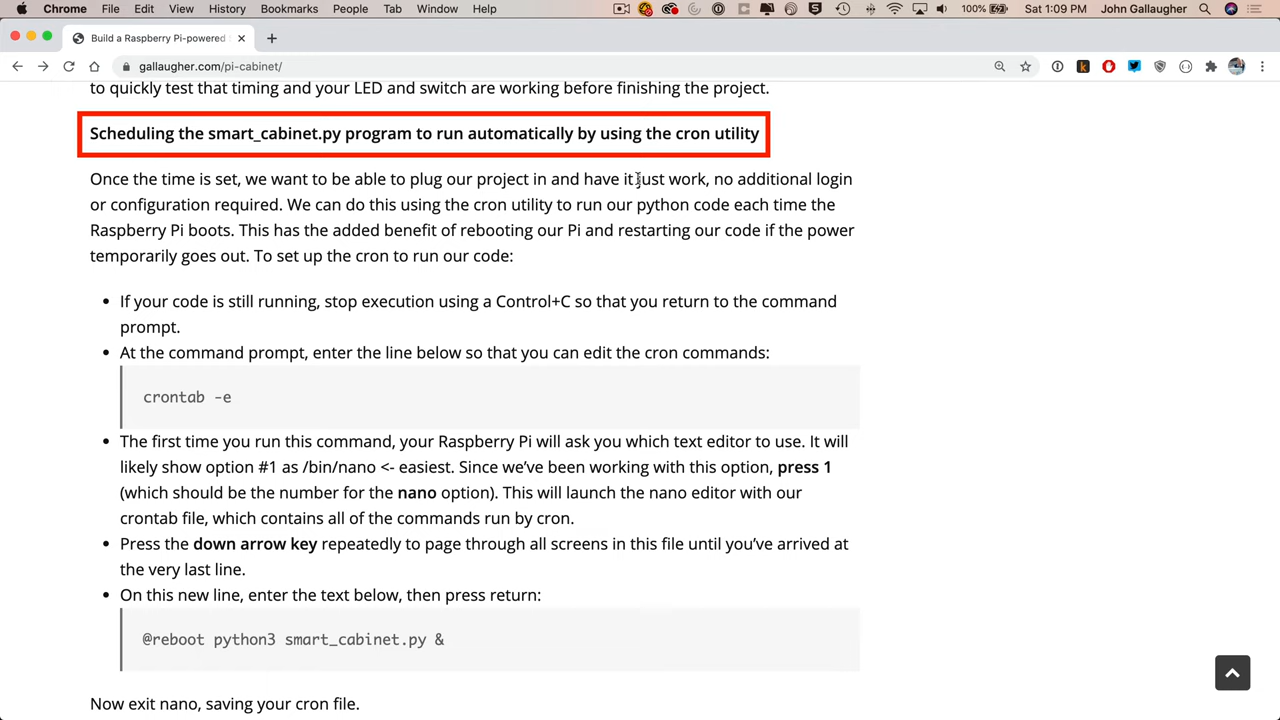 Chrome File Edit View History Bookmarks People Tab Window Help 100% Sat 1:09 PM John Gallaugher
Build a Raspberry Pi-powered
gallaugher.com/pi-cabinet/
to quickly test that timing and your LED and switch are working before finishing the project.
Scheduling the smart_cabinet.py program to run automatically by using the cron utility
Once the time is set, we want to be able to plug our project in and have it just work, no additional login
or configuration required. We can do this using the cron utility to run our python code each time the
Raspberry Pi boots. This has the added benefit of rebooting our Pi and restarting our code if the power
temporarily goes out. To set up the cron to run our code:
• If your code is still running, stop execution using a Control+C so that you return to the command
prompt.
• At the command prompt, enter the line below so that you can edit the cron commands:
crontab -e
• The first time you run this command, your Raspberry Pi will ask you which text editor to use. It will
likely show option #1 as /bin/nano <- easiest. Since we’ve been working with this option, press 1
(which should be the number for the nano option). This will launch the nano editor with our
crontab file, which contains all of the commands run by cron.
• Press the down arrow key repeatedly to page through all screens in this file until you’ve arrived at
the very last line.
• On this new line, enter the text below, then press return:
@reboot python3 smart_cabinet.py &
Now exit nano, saving your cron file.